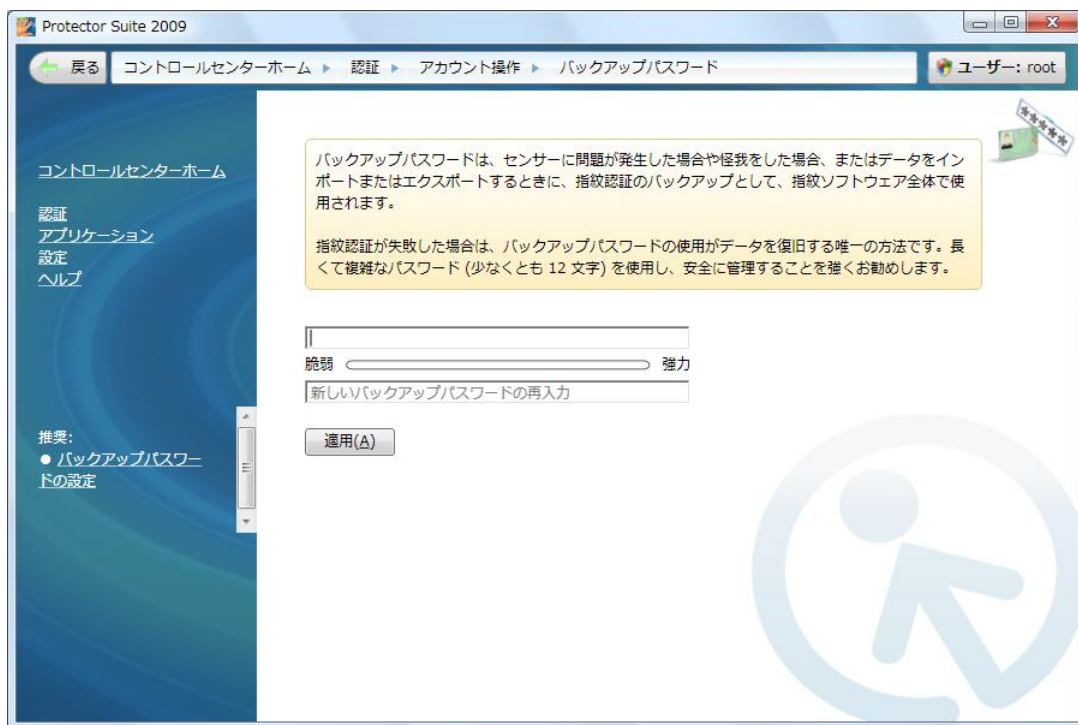 Protector Suite 2009
戻る
コントロールセンターホーム ▶ 認証 ▶ アカウント操作 ▶ バックアップパスワード
ユーザー: root
コントロールセンターホーム
認証
アプリケーション
設定
ヘルプ
推奨:
● バックアップパスワー
ドの設定
バックアップパスワードは、センサーに問題が発生した場合や怪我をした場合、またはデータをイン
ポートまたはエクスポートするときに、指紋認証のバックアップとして、指紋ソフトウェア全体で使
用されます。
指紋認証が失敗した場合は、バックアップパスワードの使用がデータを復旧する唯一の方法です。長
くて複雑なパスワード (少なくとも 12 文字) を使用し、安全に管理することを強くお勧めします。
脆弱 強力
新しいバックアップパスワードの再入力
適用(A)